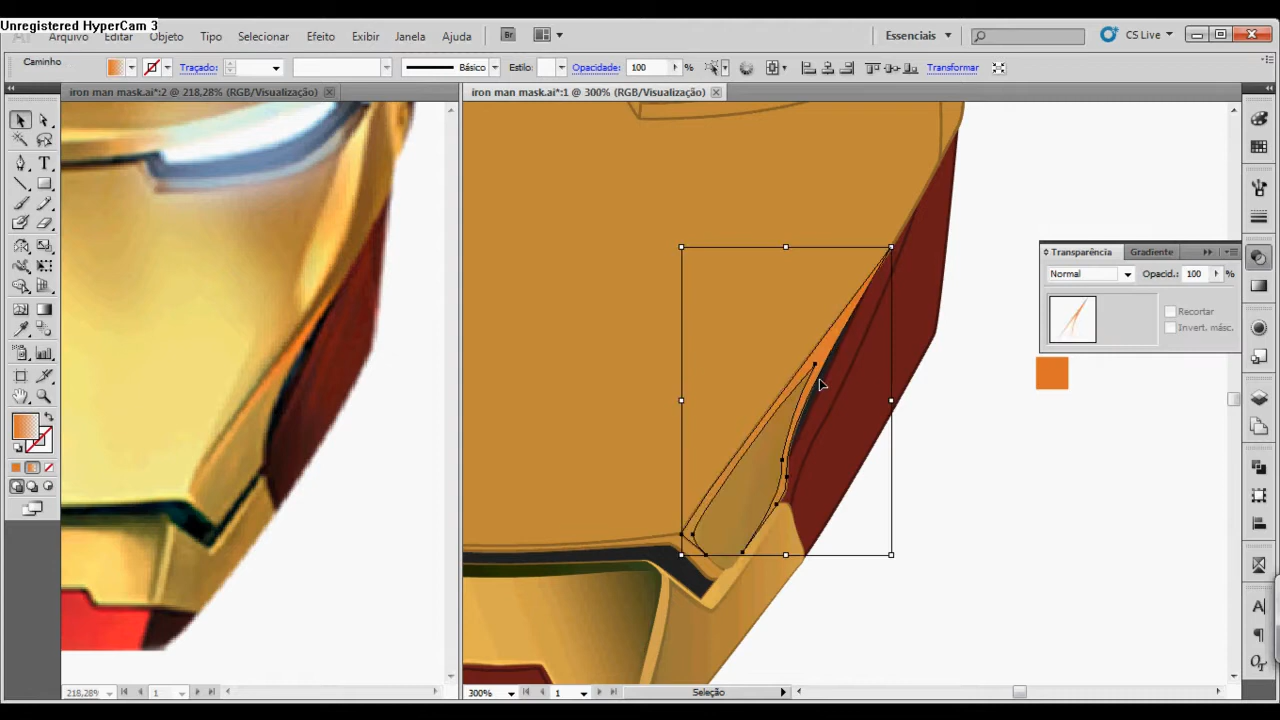 Unregistered HyperCam 3
Arquivo Editar Objeto Tipo Selecionar Efeito Exibir Janela Ajuda Br Essenciais CS Live
Caminho Traçado: Básico Estilo: Opacidade: 100 % Transformar
iron man mask.ai*:2 @ 218,28% (RGB/Visualização) iron man mask.ai*:1 @ 300% (RGB/Visualização)
Transparência Gradiente
Normal Opacid.: 100 %
Recortar
Invert. másc.
218,28% 1 300% 1 Seleção